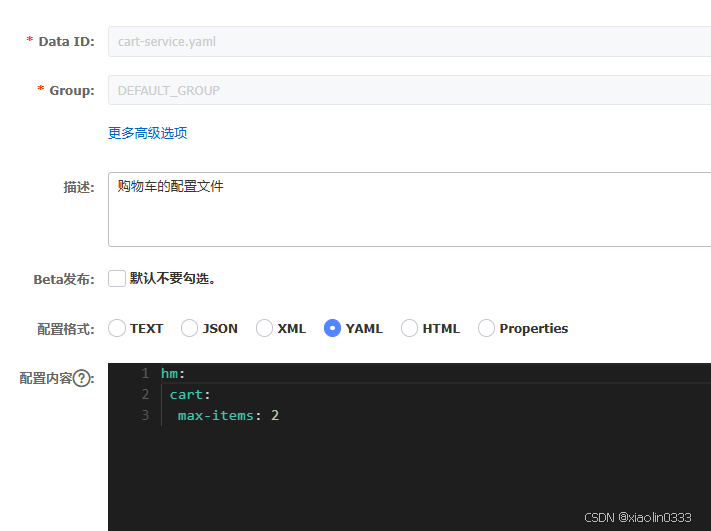 * Data ID: cart-service.yaml
* Group: DEFAULT_GROUP
更多高级选项
描述: 购物车的配置文件
Beta发布: 默认不要勾选。
配置格式: TEXT JSON XML YAML HTML Properties
配置内容?: 1 hm:
2 cart:
3 max-items: 2
CSDN @xiaolin0333